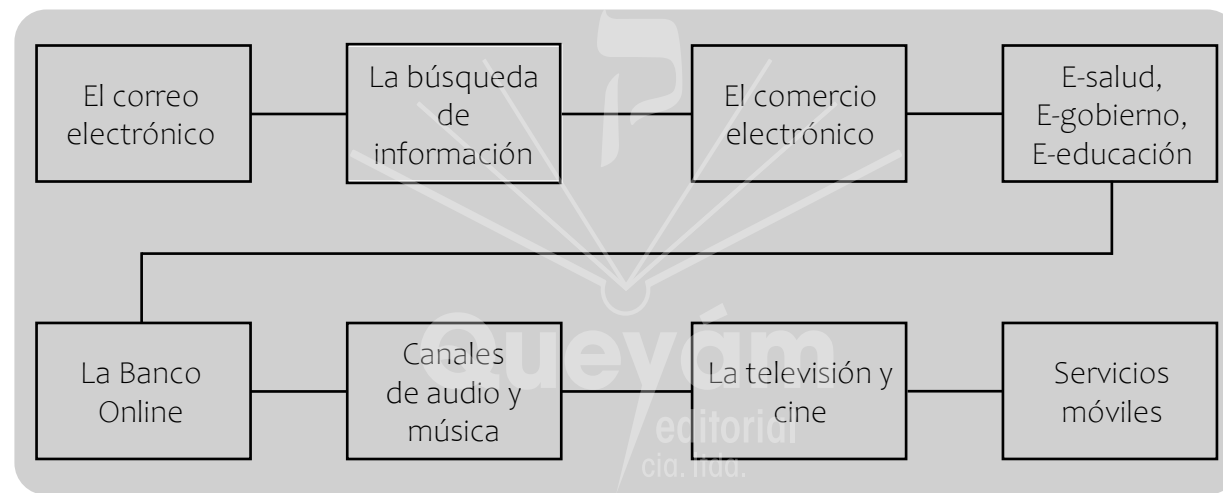 El correo
electrónico
La búsqueda
de
información
El comercio
electrónico
E-salud,
E-gobierno,
E-educación
La Banco
Online
Canales
de audio y
música
La televisión y
cine
Servicios
móviles
Queyám
editorial
cia. ltda.